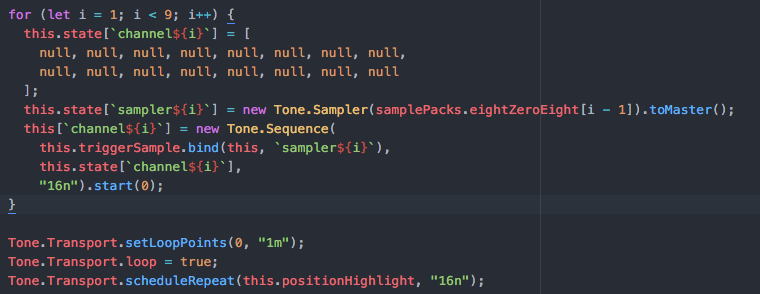 for (let i = 1; i < 9; i++) {
  this.state[`channel${i}`] = [
    null, null, null, null, null, null, null, null,
    null, null, null, null, null, null, null, null
  ];
  this.state[`sampler${i}`] = new Tone.Sampler(samplePacks.eightZeroEight[i - 1]).toMaster();
  this[`channel${i}`] = new Tone.Sequence(
    this.triggerSample.bind(this, `sampler${i}`),
    this.state[`channel${i}`],
    "16n").start(0);
}
Tone.Transport.setLoopPoints(0, "1m");
Tone.Transport.loop = true;
Tone.Transport.scheduleRepeat(this.positionHighlight, "16n");